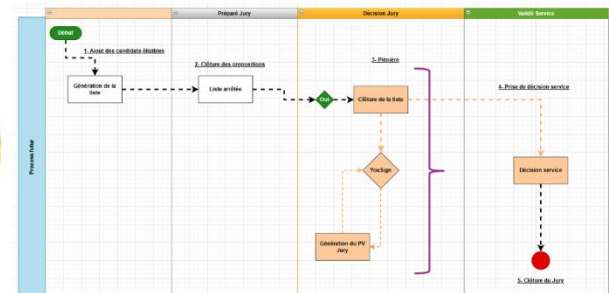 Préparé Jury
Décision Jury
Validé Service
Début
1- Ajout des candidats éligibles
2- Clôture des propositions
3- Plénière
4- Prise de décision service
Génération de la
liste
Liste arrêtée
Oui
Clôture de la liste
YouSign
Décision service
Génération du PV
Jury
5- Clôture du Jury
Process futur